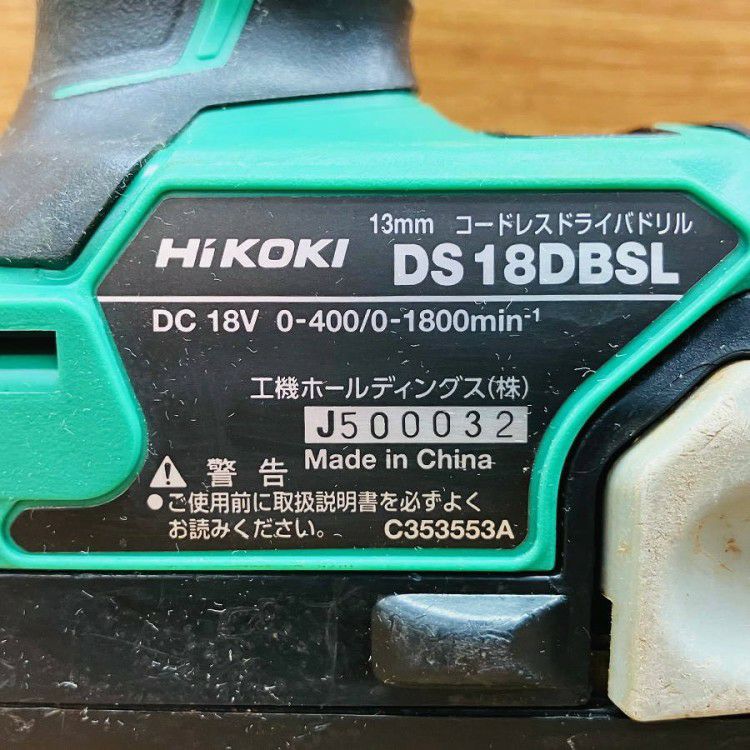 13mm コードレスドライバドリル
HiKOKI DS18DBSL
DC 18V 0-400/0-1800min⁻¹
工機ホールディングス(株)
J500032
警告 Made in China
●ご使用前に取扱説明書を必ずよく
お読みください。 C353553A